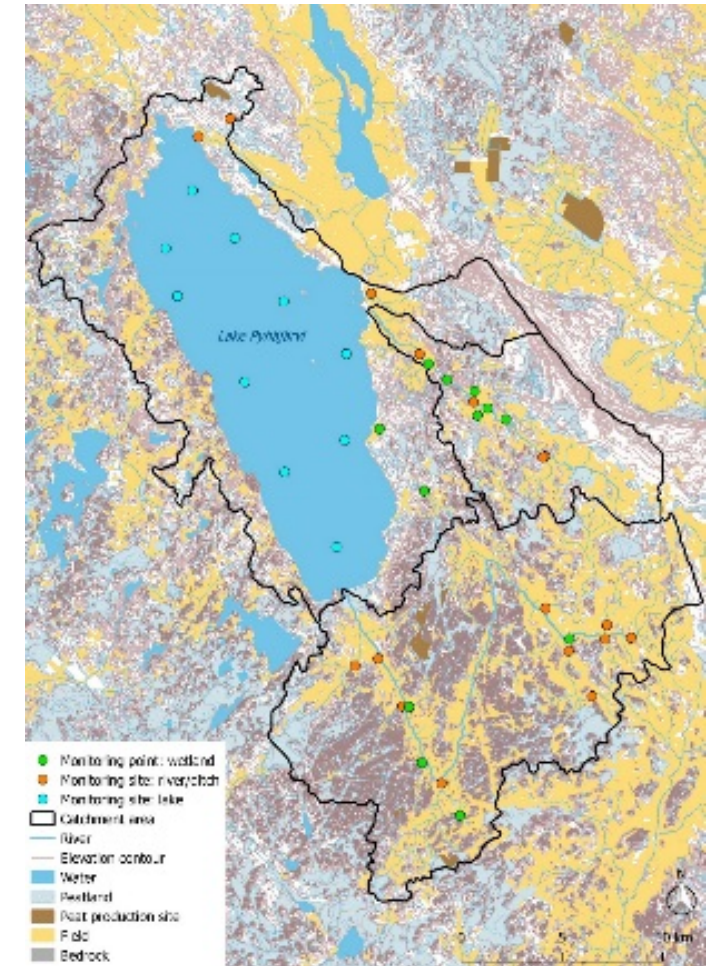 Lake Pyhäjärvi
Monitoring point: wetland
Monitoring site: river/ditch
Monitoring site: lake
Catchment area
River
Elevation contour
Water
Peatland
Peat production site
Field
Bedrock
N
0 5 10 km